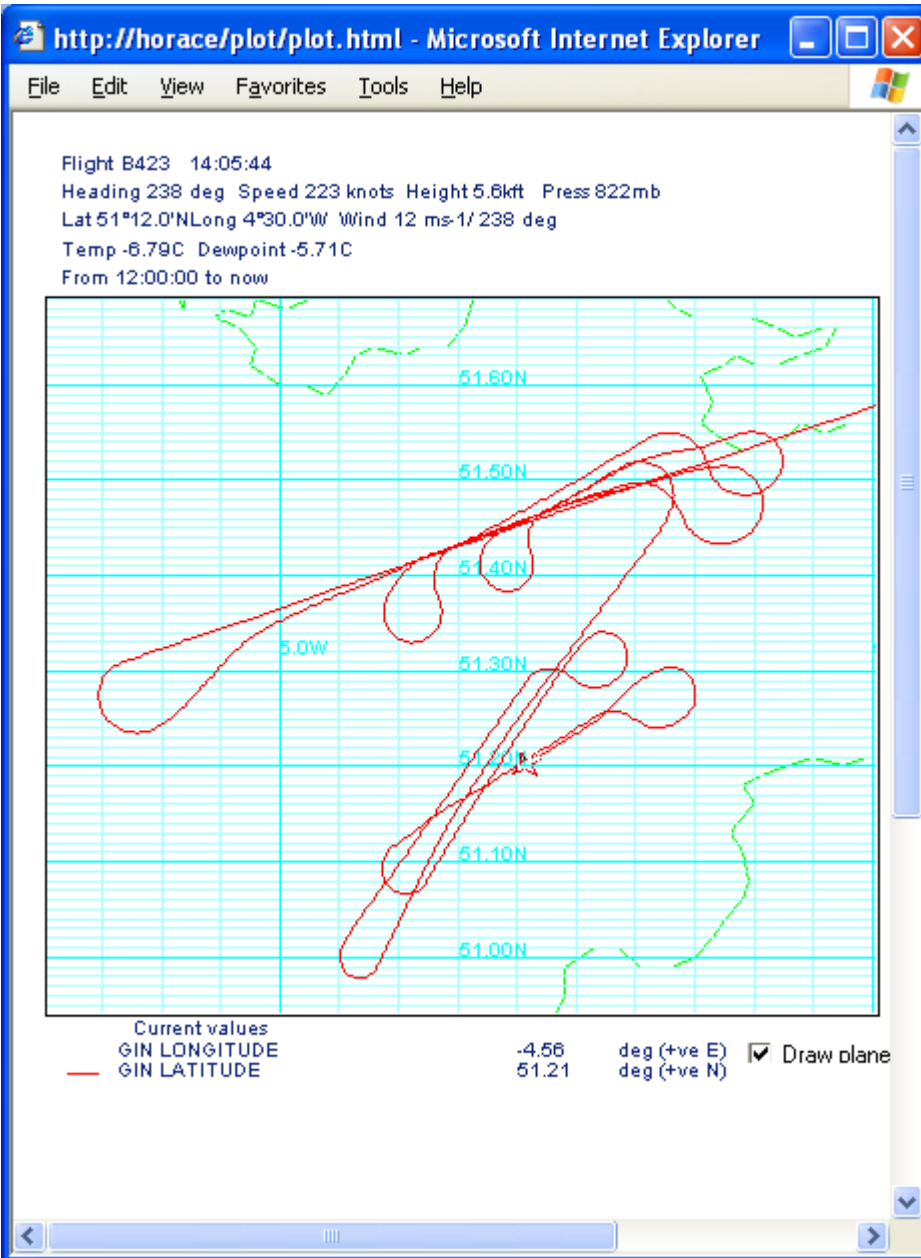 http://horace/plot/plot.html - Microsoft Internet Explorer
File Edit View Favorites Tools Help
Flight B423 14:05:44
Heading 238 deg Speed 223 knots Height 5.6kft Press 822mb
Lat 51°12.0'NLong 4°30.0'W Wind 12 ms-1/ 238 deg
Temp -6.79C Dewpoint -5.71C
From 12:00:00 to now
51.60N
51.50N
51.40N
5.0W
51.30N
51.20N
51.10N
51.00N
Current values
GIN LONGITUDE -4.56 deg (+ve E) Draw plane
GIN LATITUDE 51.21 deg (+ve N)